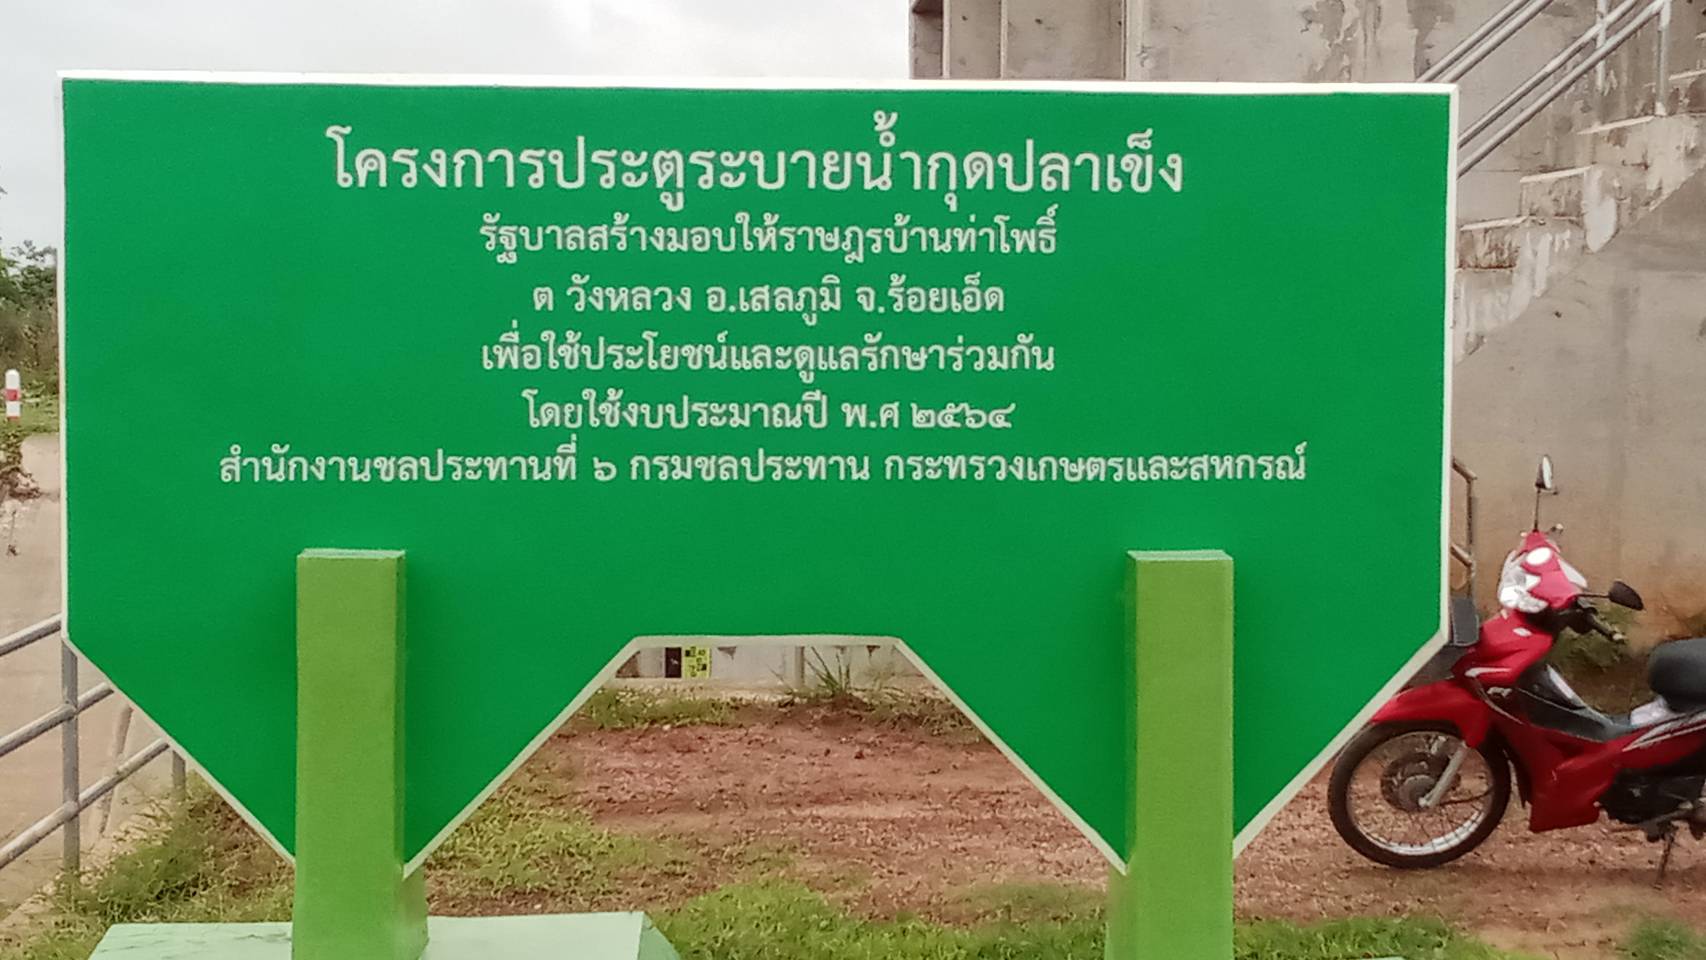 โครงการประตูระบายน้ำกุดปลาเข็ง
รัฐบาลสร้างมอบให้ราษฎรบ้านท่าโพธิ์
ต วังหลวง อ.เสลภูมิ จ.ร้อยเอ็ด
เพื่อใช้ประโยชน์และดูแลรักษาร่วมกัน
โดยใช้งบประมาณปี พ.ศ ๒๕๖๔
สำนักงานชลประทานที่ ๖ กรมชลประทาน กระทรวงเกษตรและสหกรณ์